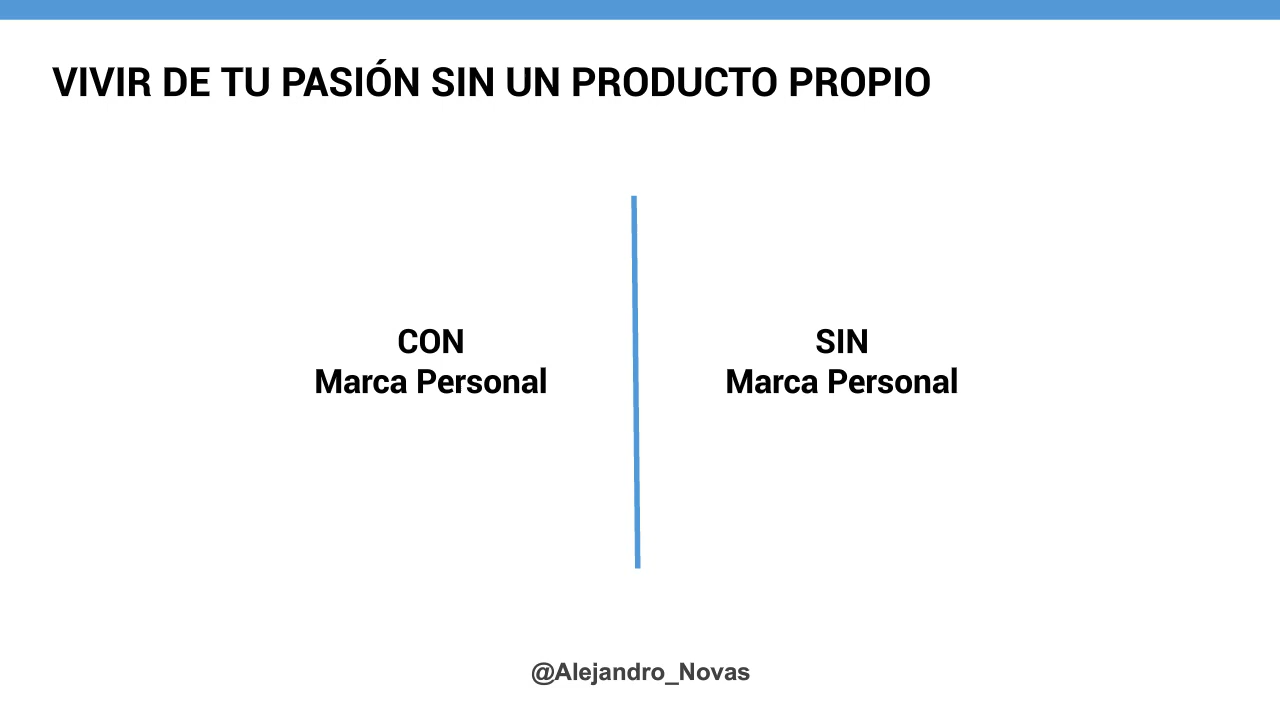 VIVIR DE TU PASIÓN SIN UN PRODUCTO PROPIO
CON
Marca Personal
SIN
Marca Personal
@Alejandro_Novas